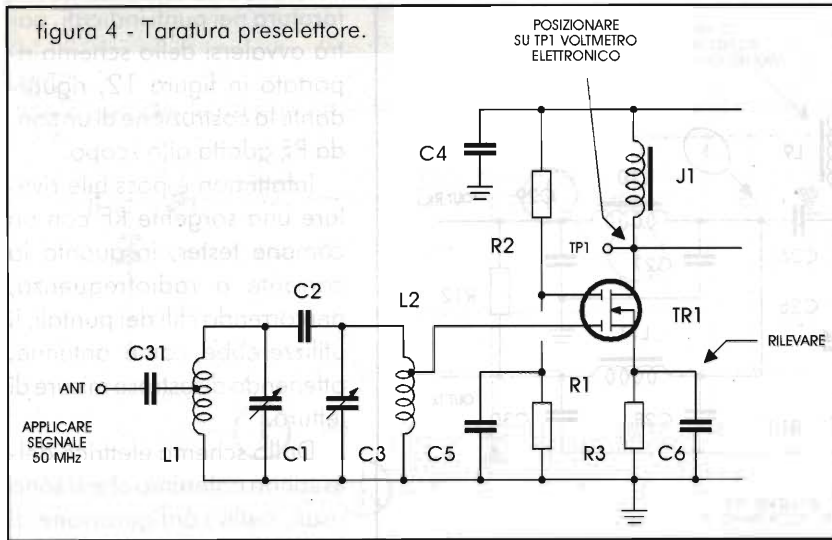 figura 4 - Taratura preselettore.
POSIZIONARE
SU TP1 VOLTMETRO
ELETTRONICO
C4
J1
R2
TP1
C2
L2
TR1
C31
RILEVARE
ANT
R1
APPLICARE
SEGNALE
50 MHz
L1
C1
C3
C5
R3
C6